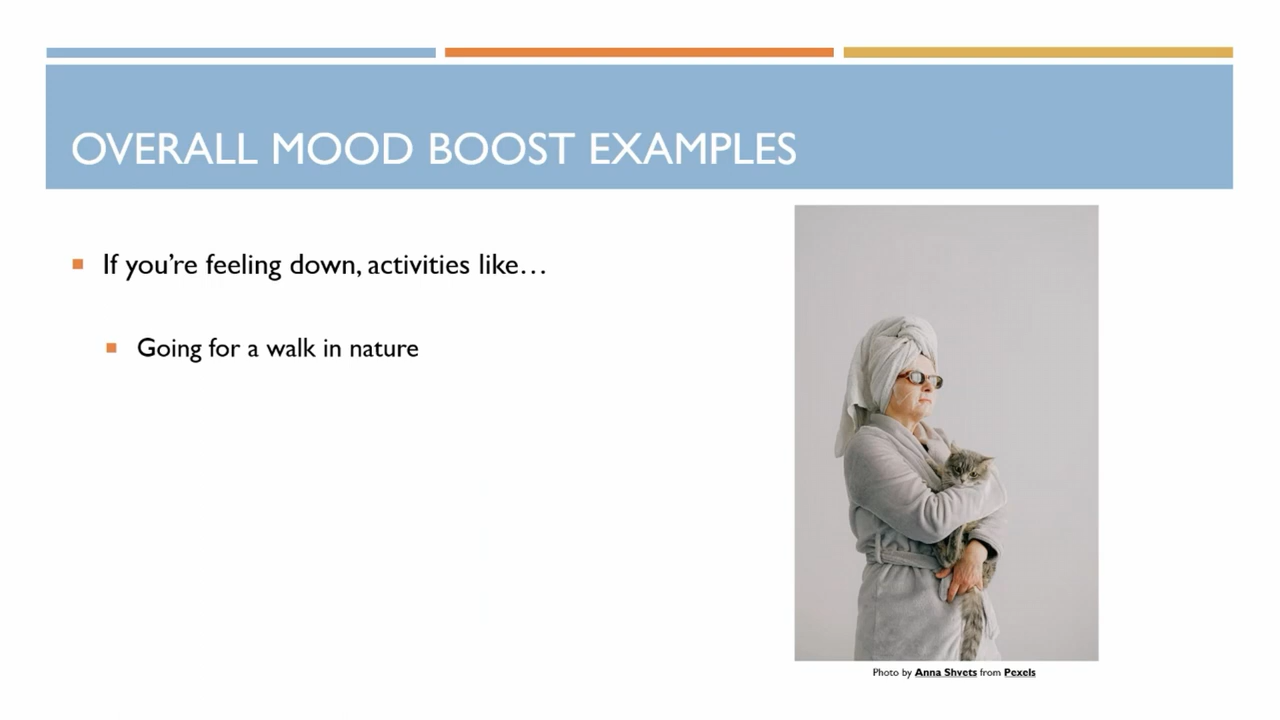 OVERALL MOOD BOOST EXAMPLES
If you’re feeling down, activities like…
Going for a walk in nature
Photo by Anna Shvets from Pexels